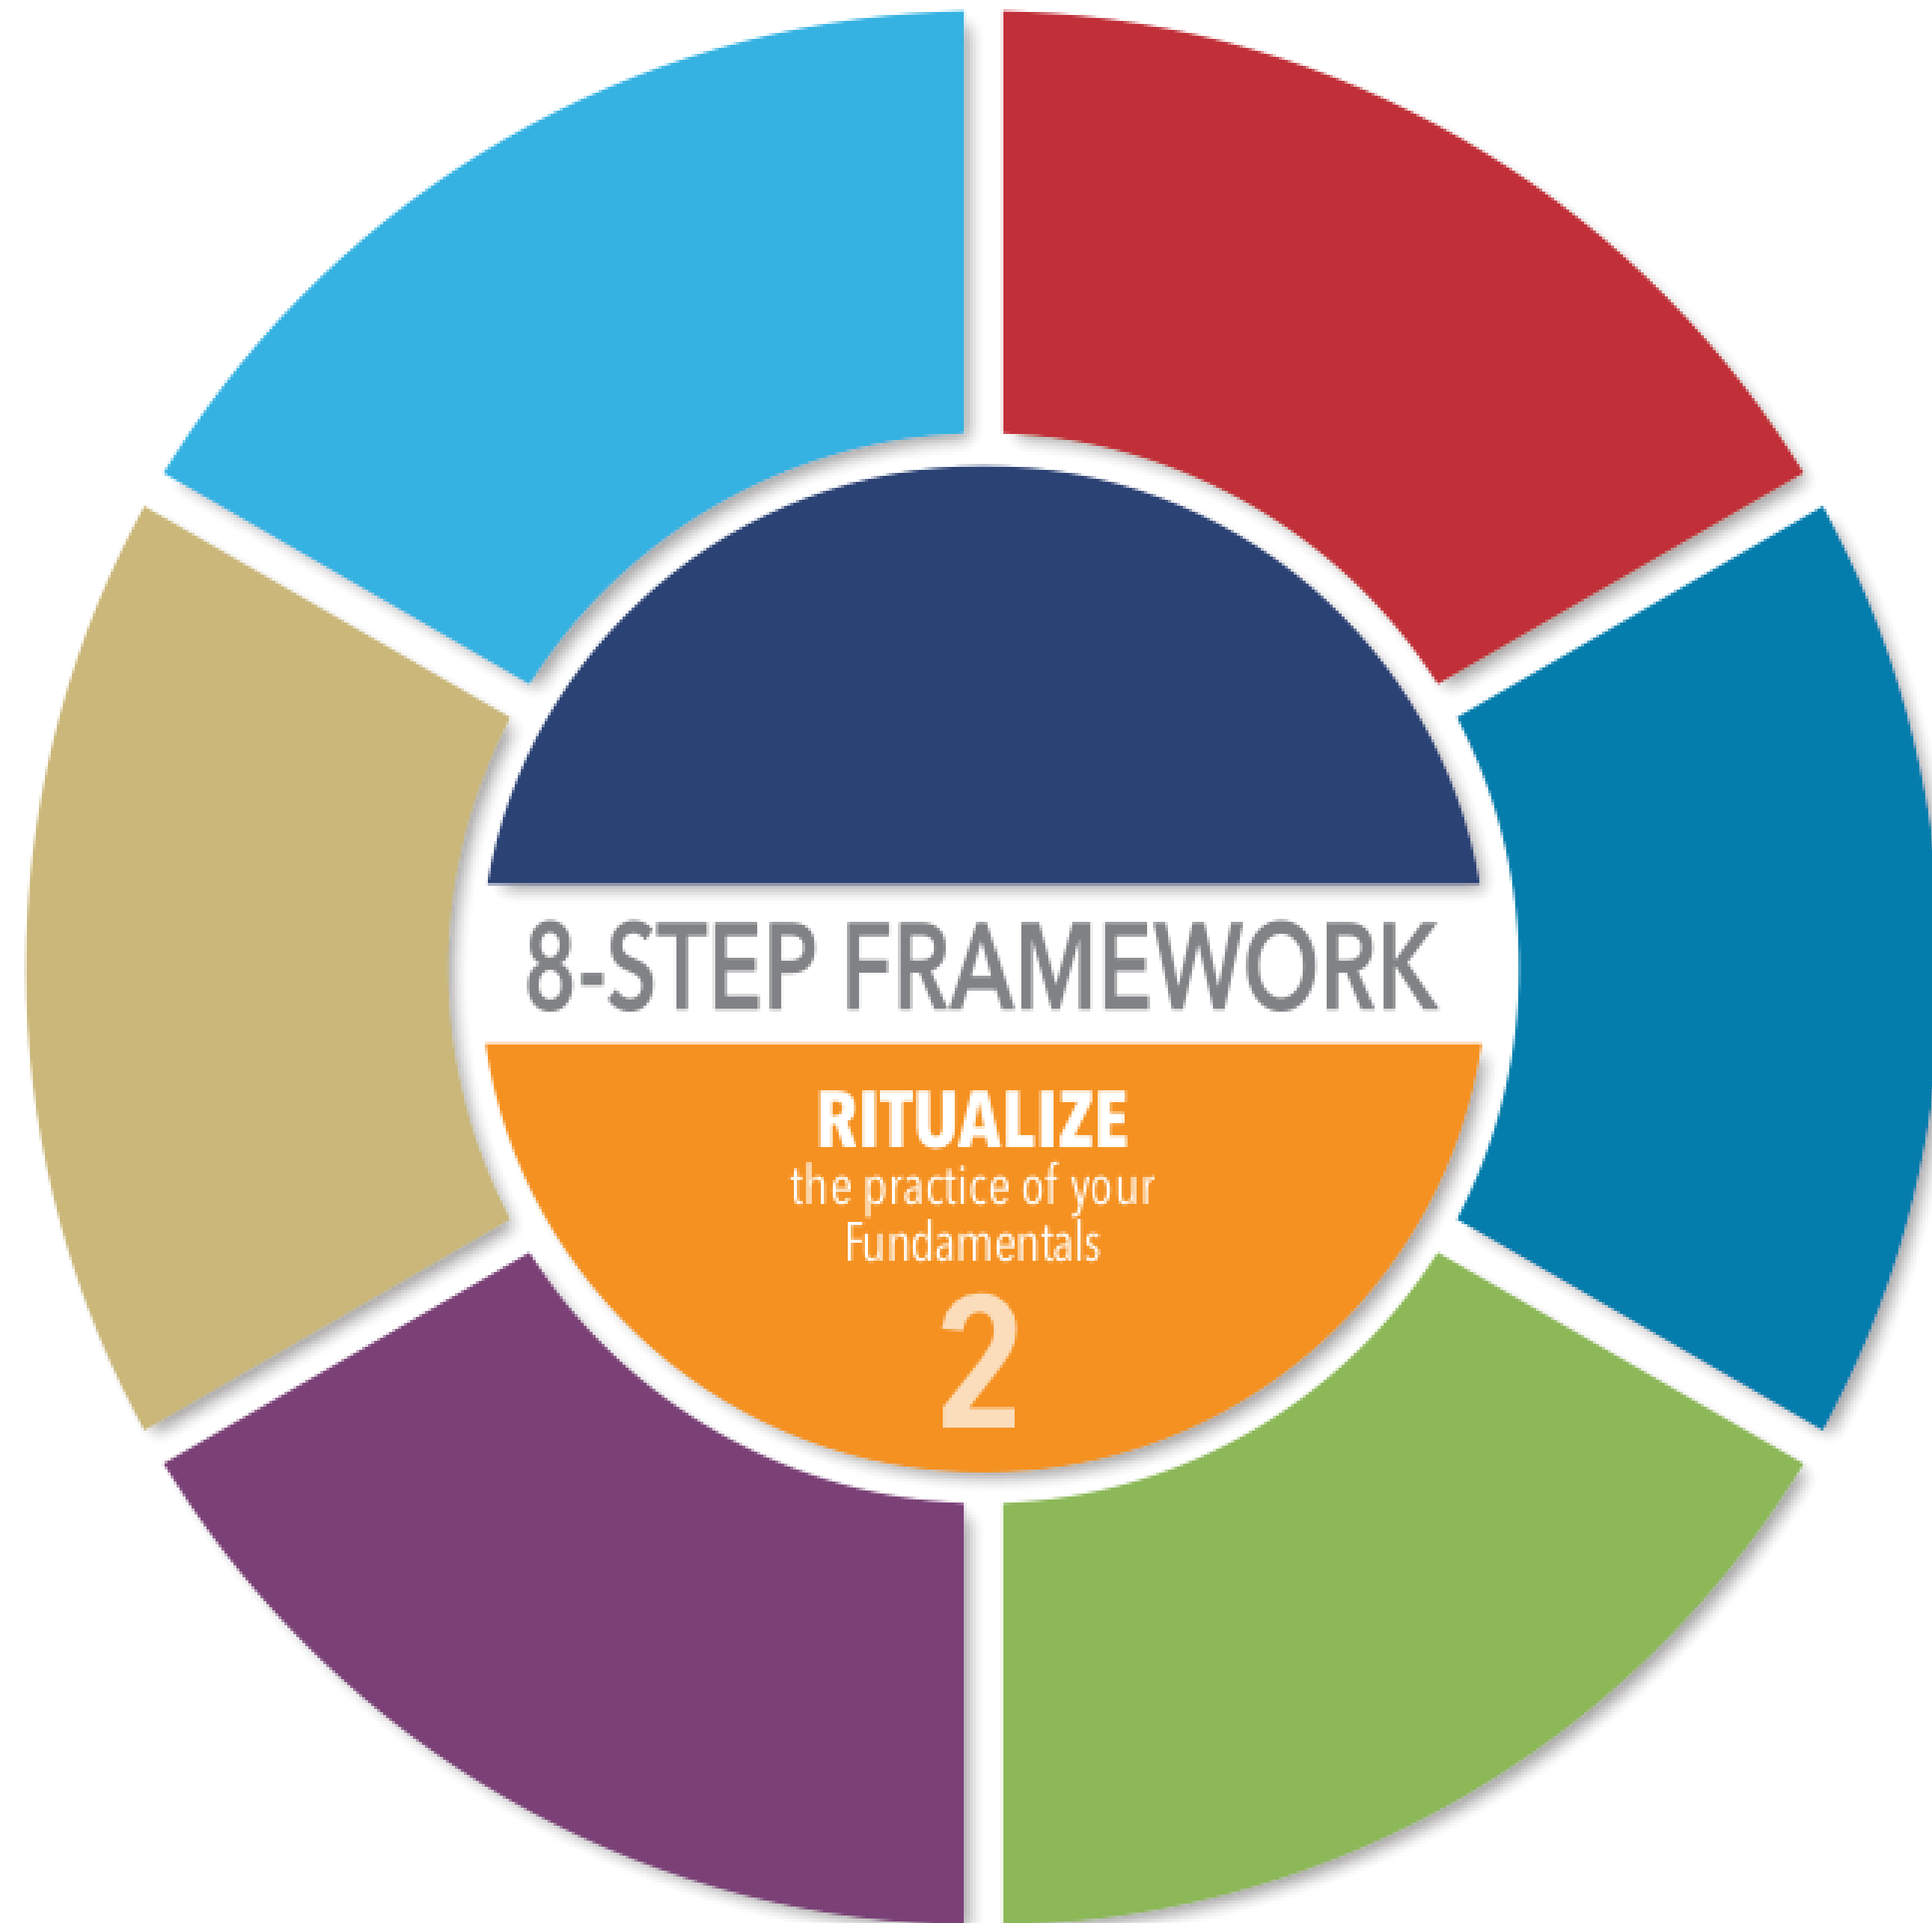 8-STEP FRAMEWORK
RITUALIZE
the practice of your
Fundamentals
2